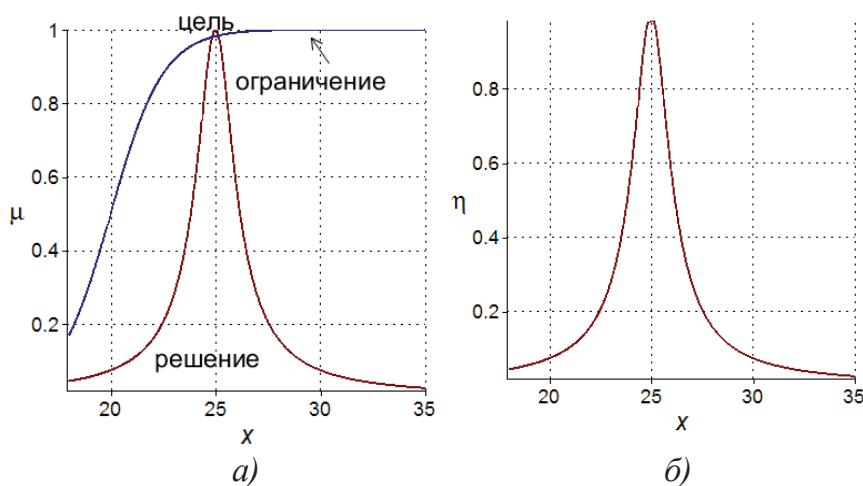 цель
1
ограничение
0.8
0.6
μ
0.4
0.2
решение
20
25
30
35
x
а)
0.8
0.6
η
0.4
0.2
20
25
30
35
x
б)